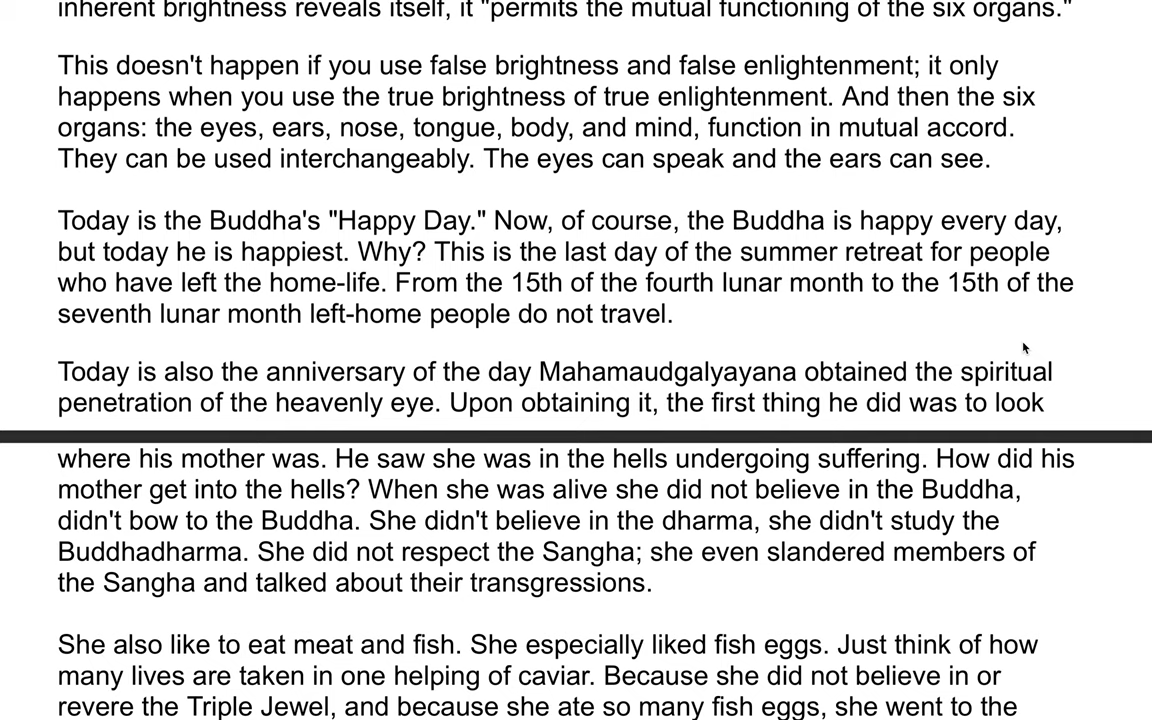 inherent brightness reveals itself, it "permits the mutual functioning of the six organs."
This doesn't happen if you use false brightness and false enlightenment; it only
happens when you use the true brightness of true enlightenment. And then the six
organs: the eyes, ears, nose, tongue, body, and mind, function in mutual accord.
They can be used interchangeably. The eyes can speak and the ears can see.
Today is the Buddha's "Happy Day." Now, of course, the Buddha is happy every day,
but today he is happiest. Why? This is the last day of the summer retreat for people
who have left the home-life. From the 15th of the fourth lunar month to the 15th of the
seventh lunar month left-home people do not travel.
Today is also the anniversary of the day Mahamaudgalyayana obtained the spiritual
penetration of the heavenly eye. Upon obtaining it, the first thing he did was to look
where his mother was. He saw she was in the hells undergoing suffering. How did his
mother get into the hells? When she was alive she did not believe in the Buddha,
didn't bow to the Buddha. She didn't believe in the dharma, she didn't study the
Buddhadharma. She did not respect the Sangha; she even slandered members of
the Sangha and talked about their transgressions.
She also like to eat meat and fish. She especially liked fish eggs. Just think of how
many lives are taken in one helping of caviar. Because she did not believe in or
revere the Triple Jewel, and because she ate so many fish eggs, she went to the